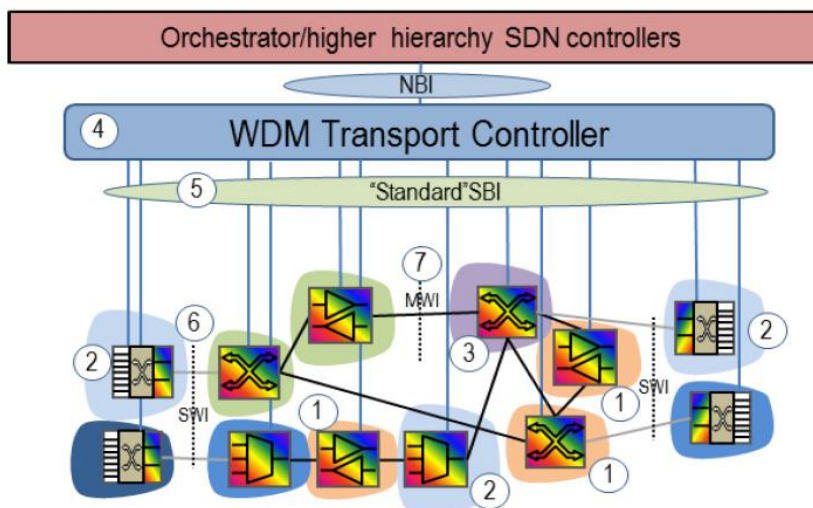 Orchestrator/higher hierarchy SDN controllers
NBI
4
WDM Transport Controller
5
"Standard"SBI
7
MWI
6
2
SWI
3
2
1
SWI
1
2
1